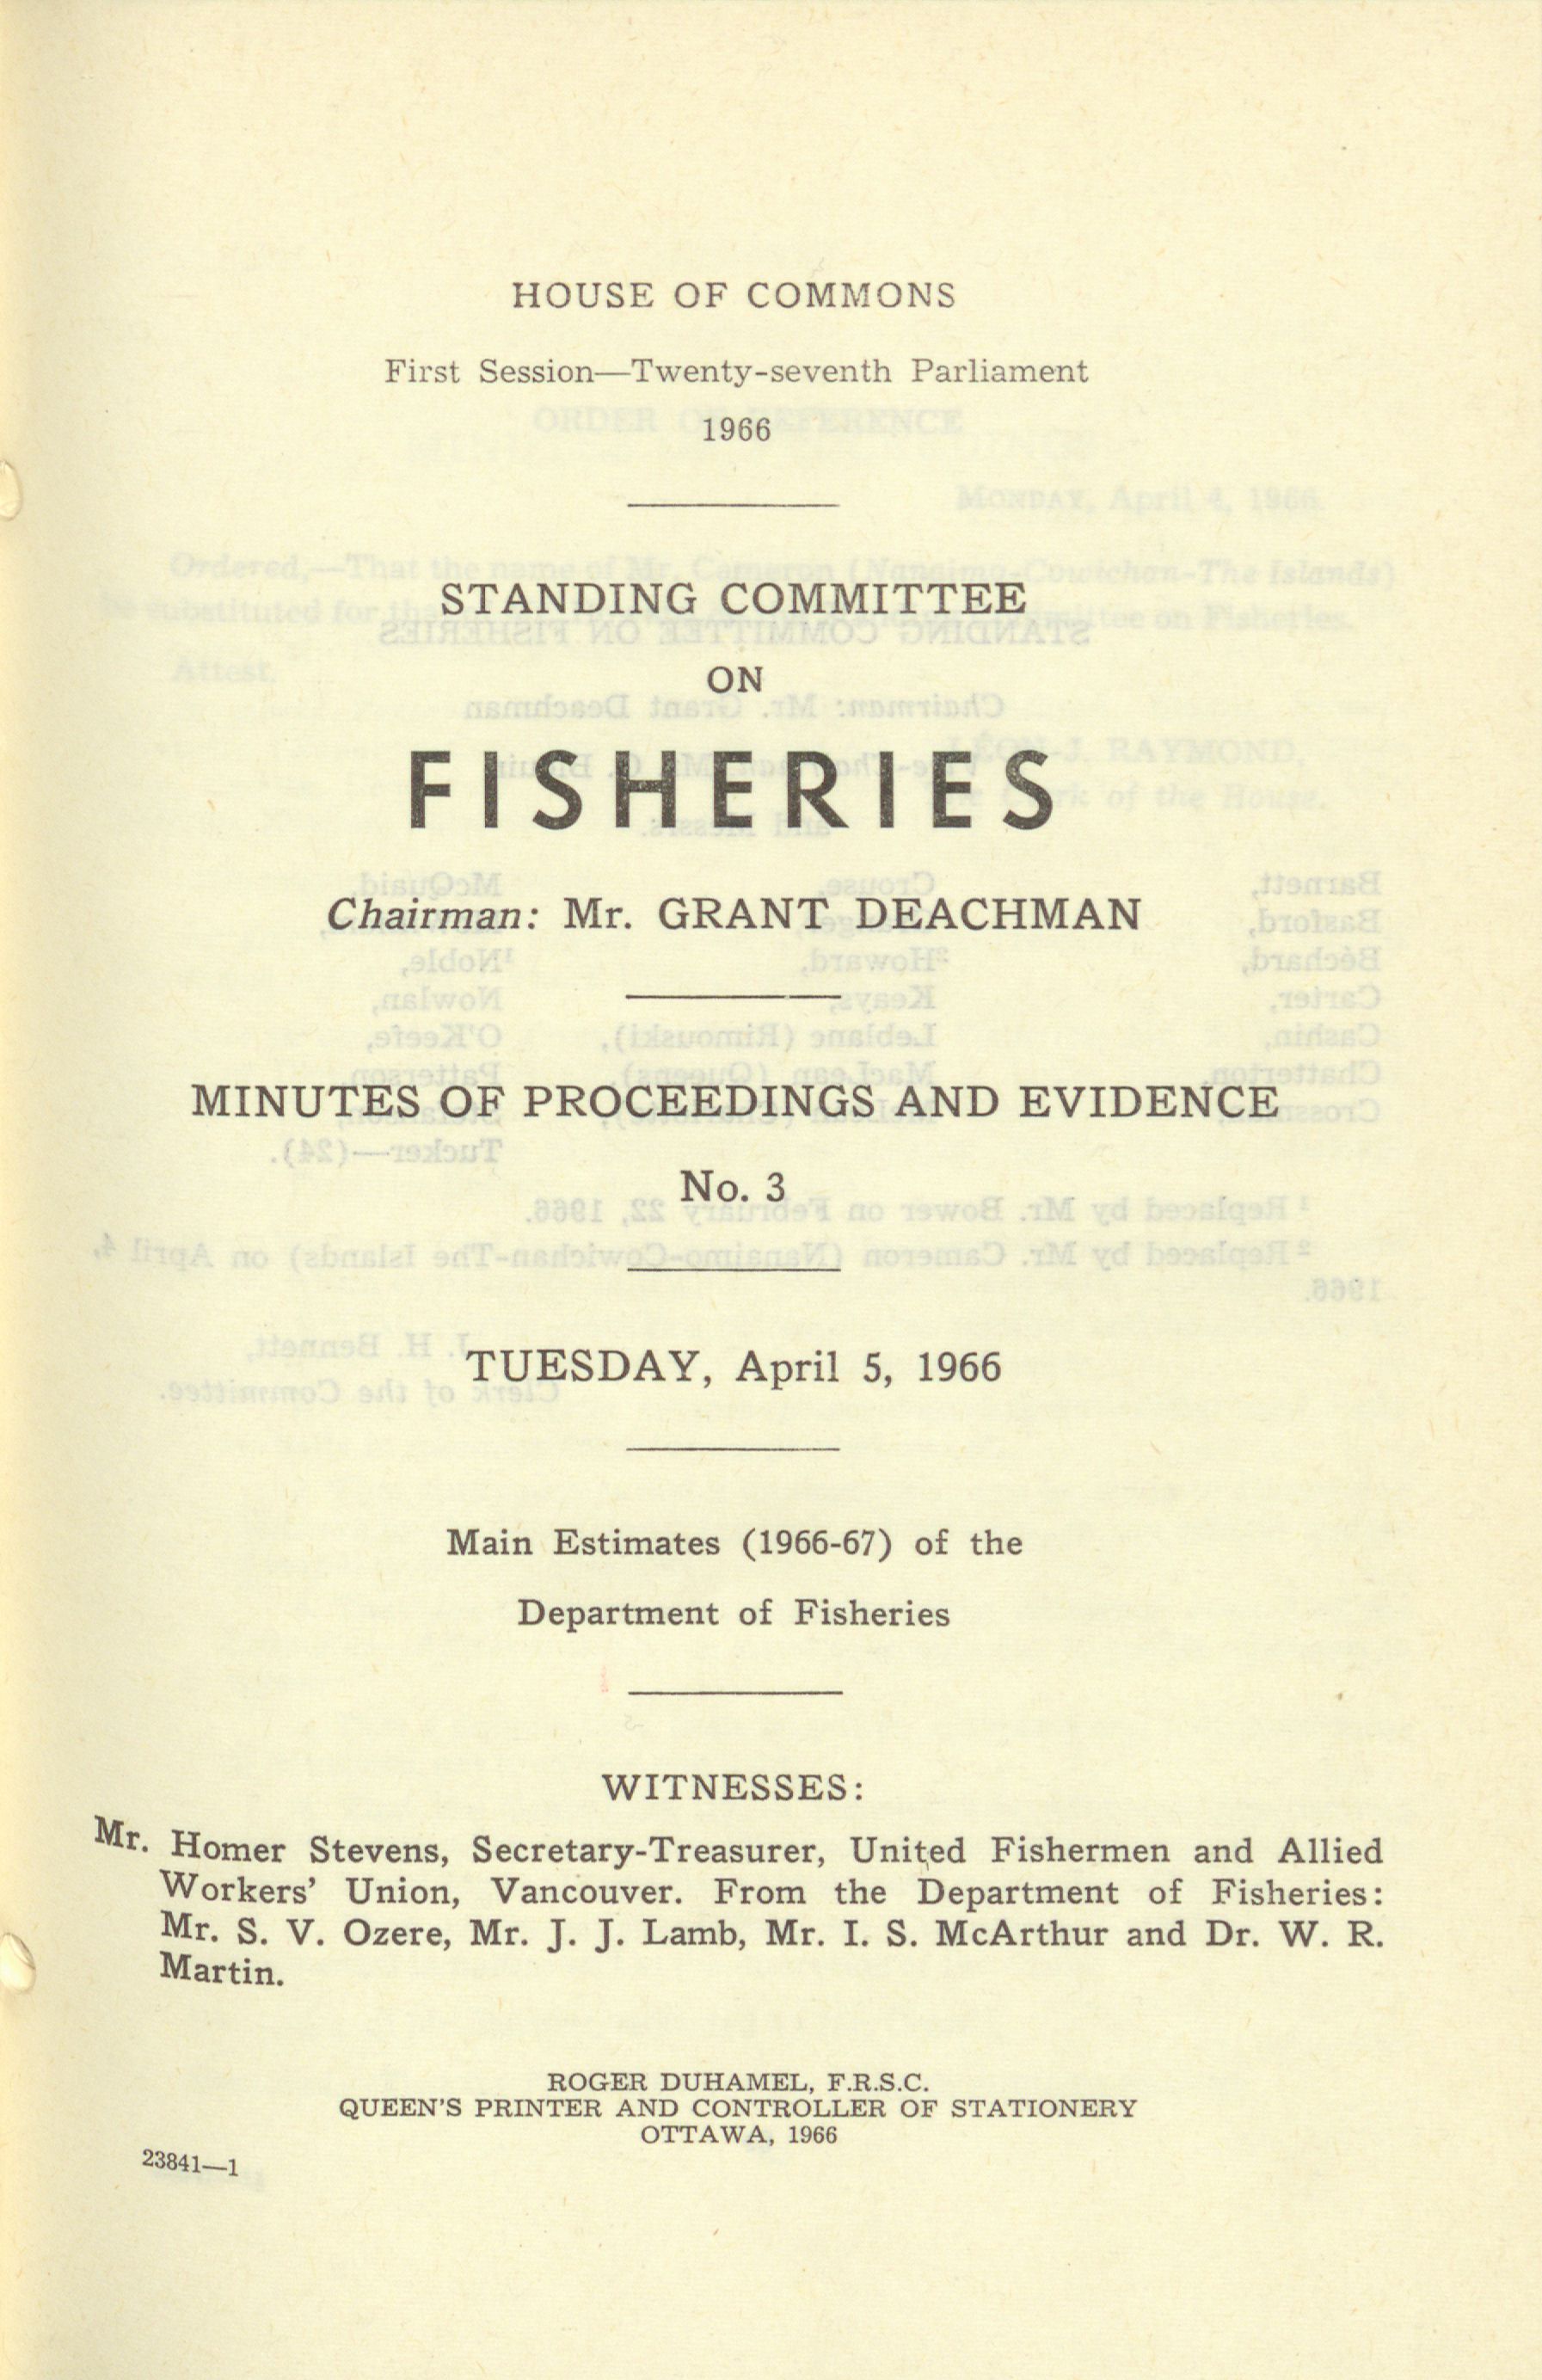 HOUSE OF COMMONS
First Session—Twenty-seventh Parliament
1966
STANDING COMMITTEE
ON
FISHERIES
Chairman: Mr. GRANT DEACHMAN
MINUTES OF PROCEEDINGS AND EVIDENCE
No. 3
TUESDAY, April 5, 1966
Main Estimates (1966-67) of the
Department of Fisheries
WITNESSES:
Mr. Homer Stevens, Secretary-Treasurer, United Fishermen and Allied
Workers' Union, Vancouver. From the Department of Fisheries:
Mr. S. V. Ozere, Mr. J. J. Lamb, Mr. I. S. McArthur and Dr. W. R.
Martin.
ROGER DUHAMEL, F.R.S.C.
QUEEN'S PRINTER AND CONTROLLER OF STATIONERY
OTTAWA, 1966
23841—1